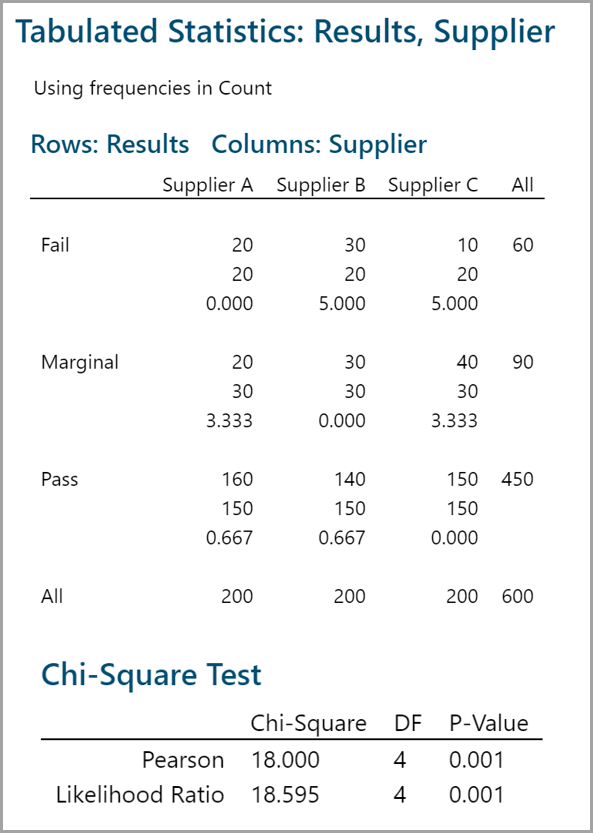 Tabulated Statistics: Results, Supplier
Using frequencies in Count
Rows: Results Columns: Supplier
Supplier A Supplier B Supplier C All
Fail 20 30 10 60
20 20 20
0.000 5.000 5.000
Marginal 20 30 40 90
30 30 30
3.333 0.000 3.333
Pass 160 140 150 450
150 150 150
0.667 0.667 0.000
All 200 200 200 600
Chi-Square Test
Chi-Square DF P-Value
Pearson 18.000 4 0.001
Likelihood Ratio 18.595 4 0.001